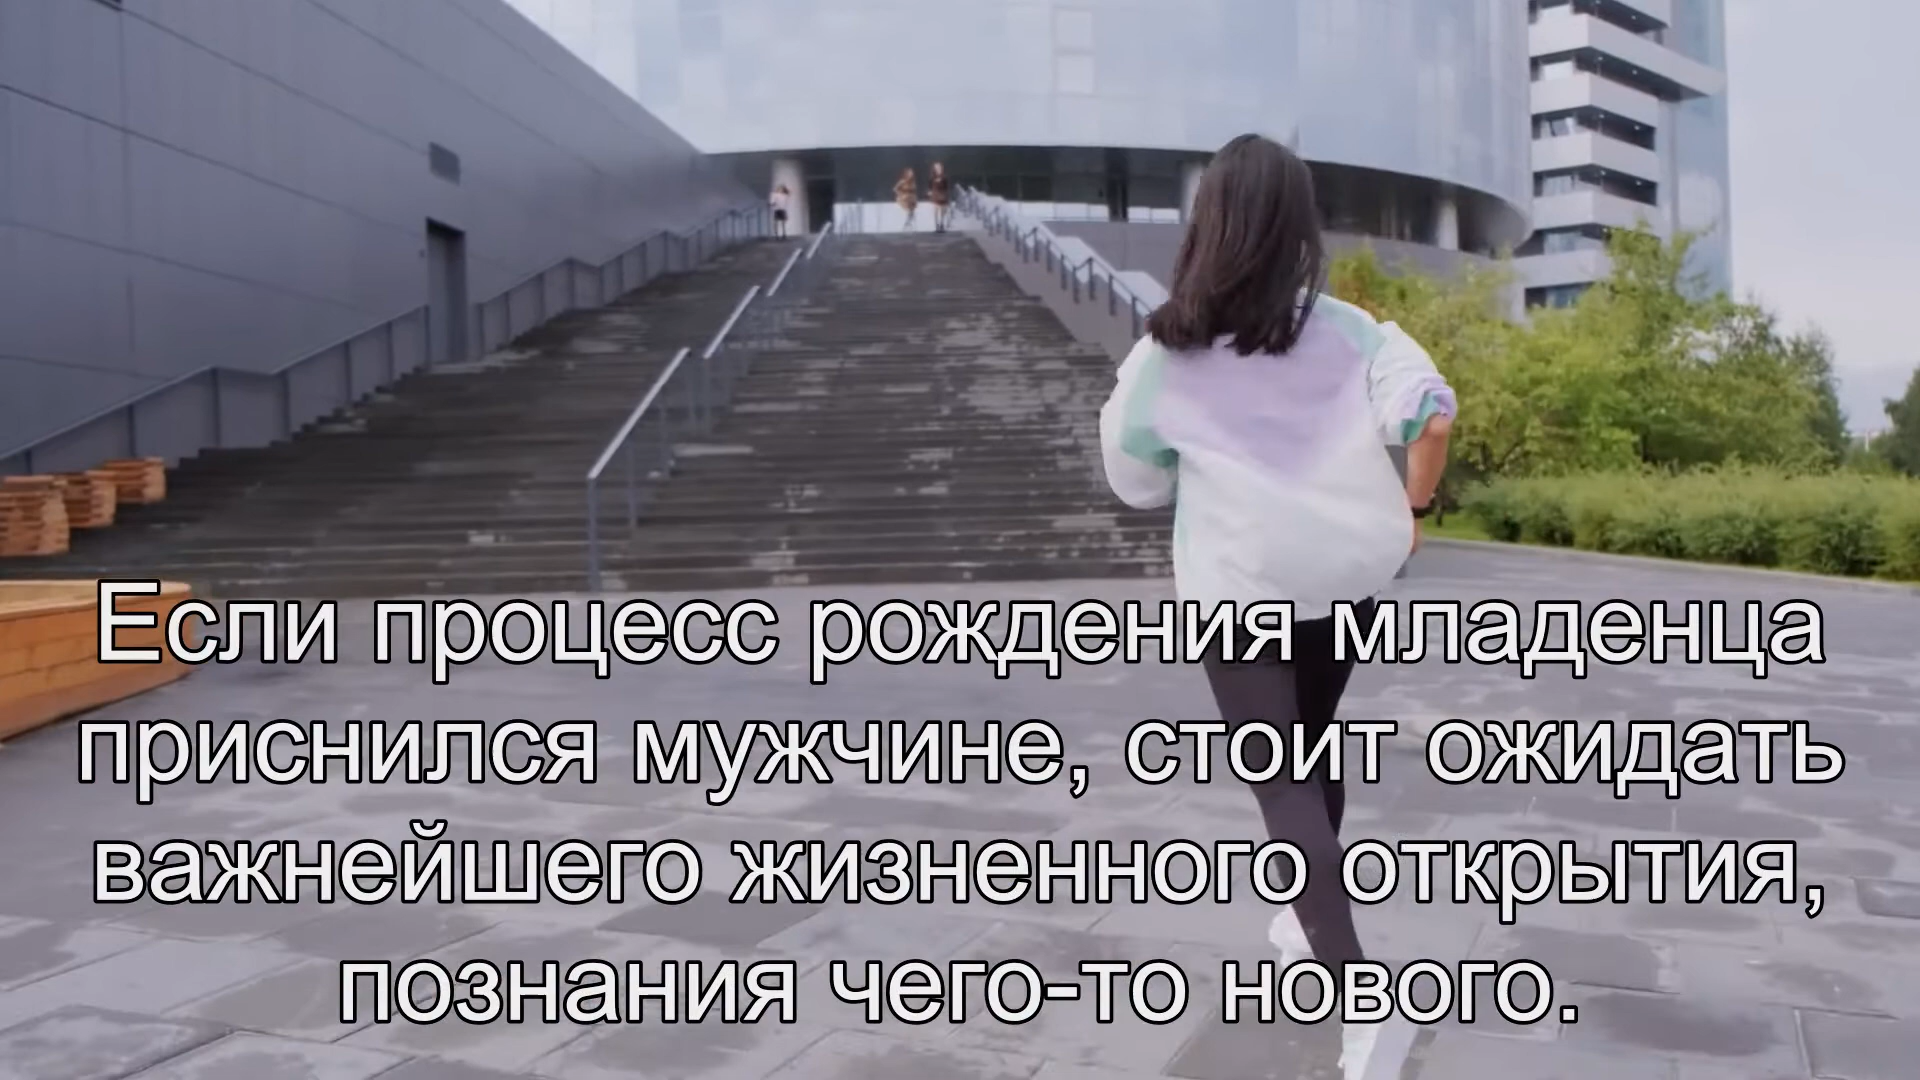 Если процесс рождения младенца
приснился мужчине, стоит ожидать
важнейшего жизненного открытия,
познания чего-то нового.